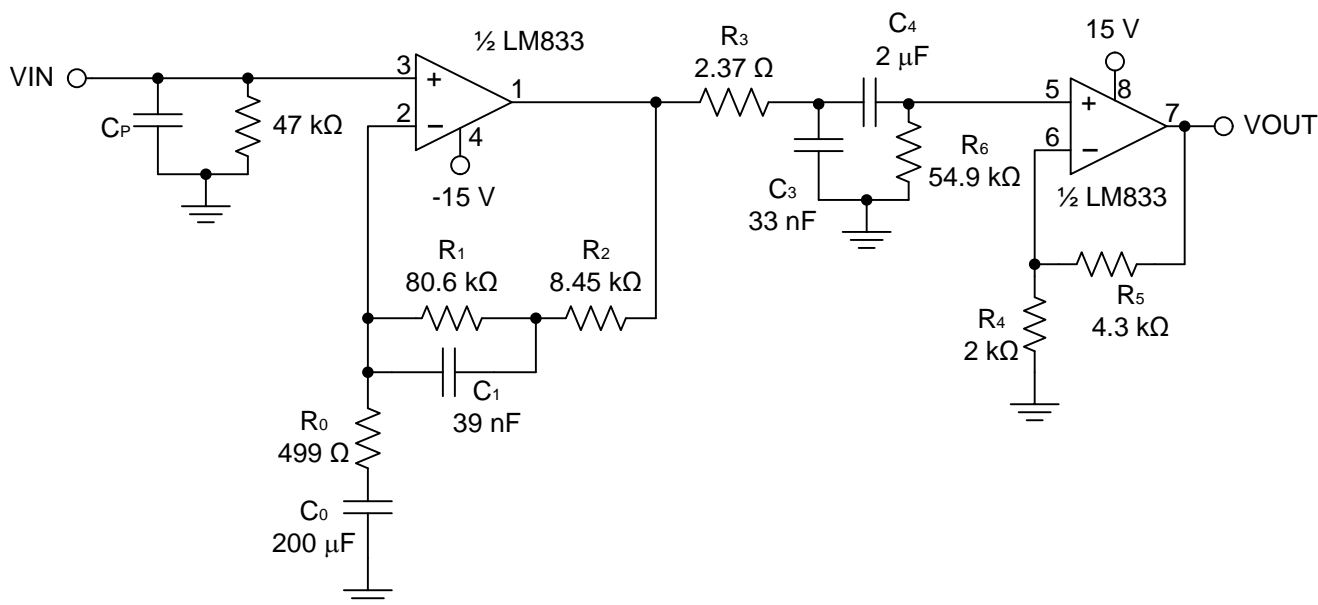 VIN
CP
47 kΩ
3
+
2
−
4
-15 V
1
½ LM833
R1
80.6 kΩ
R2
8.45 kΩ
C1
39 nF
R0
499 Ω
C0
200 μF
R3
2.37 Ω
C4
2 μF
C3
33 nF
R6
54.9 kΩ
15 V
8
5
+
6
−
7
VOUT
½ LM833
R5
4.3 kΩ
R4
2 kΩ